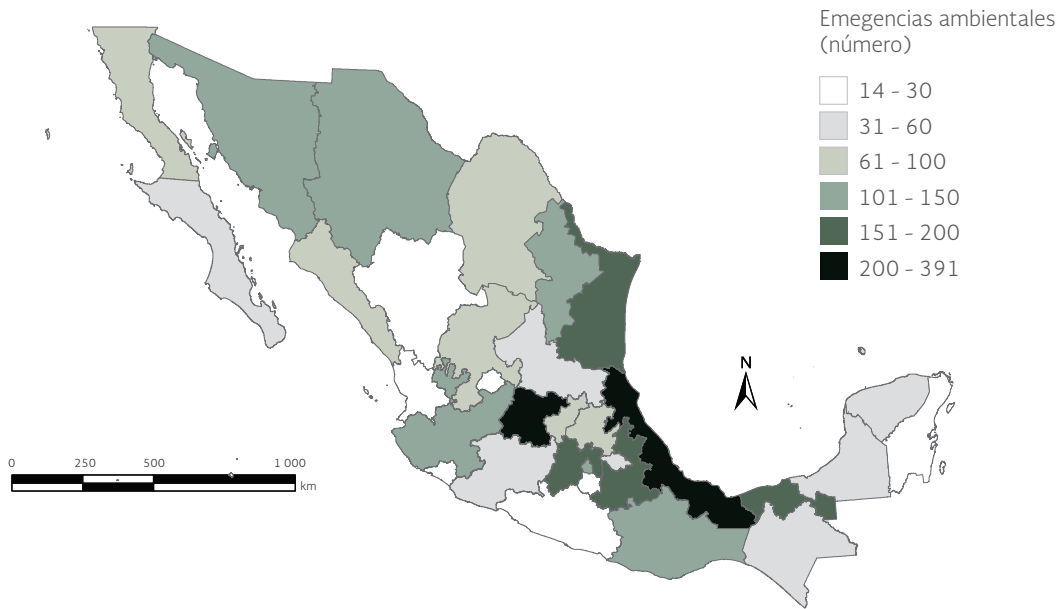 Emegencias ambientales
(número)
14 - 30
31 - 60
61 - 100
101 - 150
151 - 200
200 - 391
N
0 250 500 1 000
km